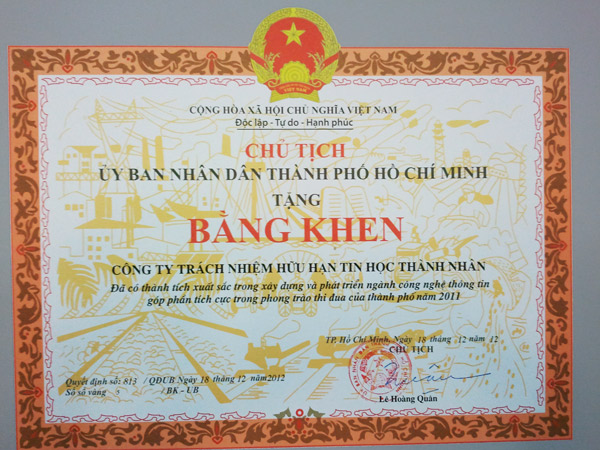 CỘNG HÒA XÃ HỘI CHỦ NGHĨA VIỆT NAM
Độc lập - Tự do - Hạnh phúc
CHỦ TỊCH
ỦY BAN NHÂN DÂN THÀNH PHỐ HỒ CHÍ MINH
TẶNG
BẰNG KHEN
CÔNG TY TRÁCH NHIỆM HỮU HẠN TIN HỌC THÀNH NHÂN
Đã có thành tích xuất sắc trong xây dựng và phát triển ngành công nghệ thông tin
góp phần tích cực trong phong trào thi đua của thành phố năm 2011
TP. Hồ Chí Minh, Ngày 18 tháng 12 năm 12
CHỦ TỊCH
Quyết định số: 813 / QĐUB Ngày 18 tháng 12 năm 2012
Số sổ vàng / BK - UB
Lê Hoàng Quân